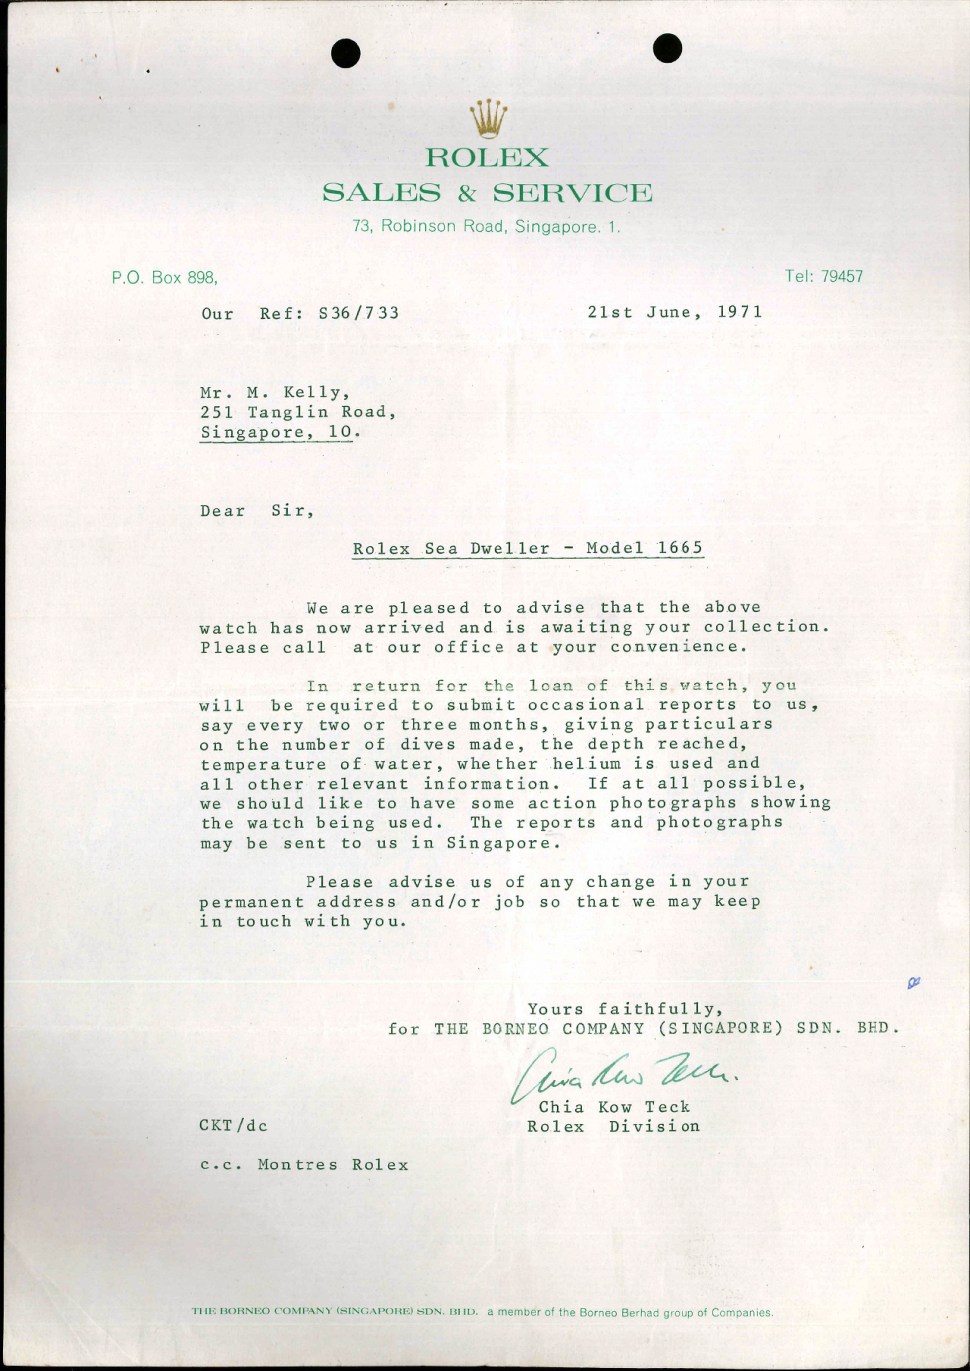 ROLEX
SALES & SERVICE
73, Robinson Road, Singapore. 1.
P.O. Box 898,
Tel: 79457
Our Ref: S36/733
21st June, 1971
Mr. M. Kelly,
251 Tanglin Road,
Singapore, 10.
Dear Sir,
Rolex Sea Dweller - Model 1665
We are pleased to advise that the above
watch has now arrived and is awaiting your collection.
Please call at our office at your convenience.
In return for the loan of this watch, you
will be required to submit occasional reports to us,
say every two or three months, giving particulars
on the number of dives made, the depth reached,
temperature of water, whether helium is used and
all other relevant information. If at all possible,
we should like to have some action photographs showing
the watch being used. The reports and photographs
may be sent to us in Singapore.
Please advise us of any change in your
permanent address and/or job so that we may keep
in touch with you.
Yours faithfully,
for THE BORNEO COMPANY (SINGAPORE) SDN. BHD.
Chia Kow Teck.
Chia Kow Teck
CKT/dc
Rolex Division
c.c. Montres Rolex
THE BORNEO COMPANY (SINGAPORE) SDN. BHD. a member of the Borneo Berhad group of Companies.